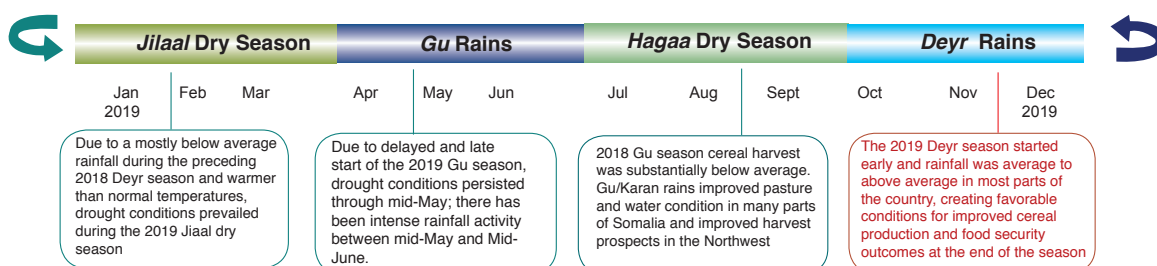 Jilaal Dry Season
Gu Rains
Hagaa Dry Season
Deyr Rains
Jan
2019
Feb
Mar
Apr
May
Jun
Jul
Aug
Sept
Oct
Nov
Dec
2019
Due to a mostly below average
rainfall during the preceding
2018 Deyr season and warmer
than normal temperatures,
drought conditions prevailed
during the 2019 Jiaal dry
season
Due to delayed and late
start of the 2019 Gu season,
drought conditions persisted
through mid-May; there has
been intense rainfall activity
between mid-May and Mid-
June.
2018 Gu season cereal harvest
was substantially below average.
Gu/Karan rains improved pasture
and water condition in many parts
of Somalia and improved harvest
prospects in the Northwest
The 2019 Deyr season started
early and rainfall was average to
above average in most parts of
the country, creating favorable
conditions for improved cereal
production and food security
outcomes at the end of the season